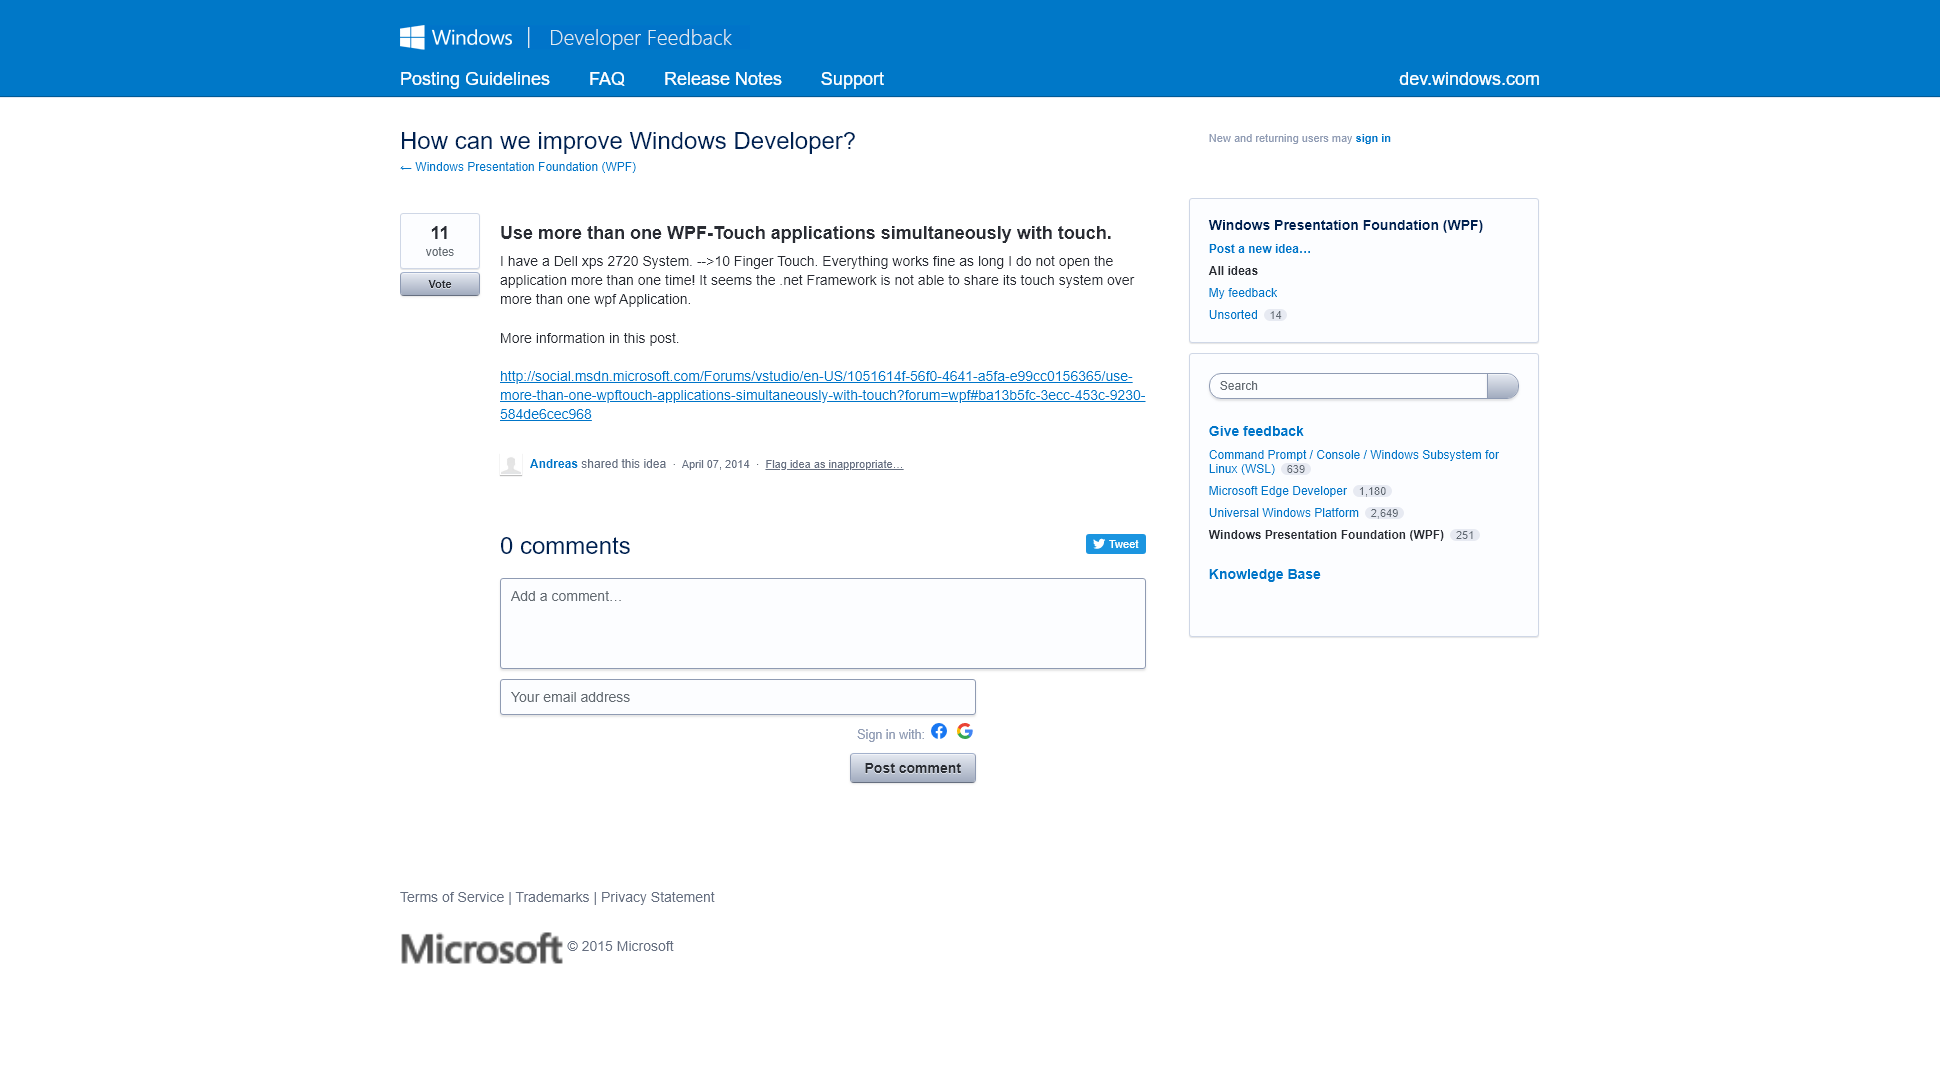 Windows | Developer Feedback
Posting Guidelines FAQ Release Notes Support dev.windows.com
How can we improve Windows Developer?
← Windows Presentation Foundation (WPF)
New and returning users may sign in
11
votes
Vote
Use more than one WPF-Touch applications simultaneously with touch.
I have a Dell xps 2720 System. -->10 Finger Touch. Everything works fine as long I do not open the
application more than one time! It seems the .net Framework is not able to share its touch system over
more than one wpf Application.
More information in this post.
http://social.msdn.microsoft.com/Forums/vstudio/en-US/1051614f-56f0-4641-a5fa-e99cc0156365/use-
more-than-one-wpftouch-applications-simultaneously-with-touch?forum=wpf#ba13b5fc-3ecc-453c-9230-
584de6cec968
Andreas shared this idea · April 07, 2014 · Flag idea as inappropriate…
0 comments
Tweet
Add a comment…
Your email address
Sign in with:
Post comment
Windows Presentation Foundation (WPF)
Post a new idea…
All ideas
My feedback
Unsorted 14
Search
Give feedback
Command Prompt / Console / Windows Subsystem for
Linux (WSL) 639
Microsoft Edge Developer 1,180
Universal Windows Platform 2,649
Windows Presentation Foundation (WPF) 251
Knowledge Base
Terms of Service | Trademarks | Privacy Statement
Microsoft © 2015 Microsoft